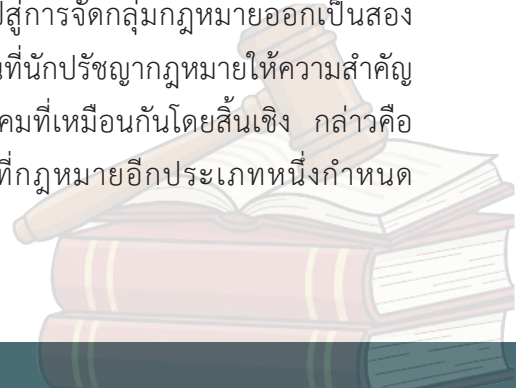 ปสู่การจัดกลุ่มกฎหมายออกเป็นสอง
นที่นักปรัชญากฎหมายให้ความสำคัญ
คมที่เหมือนกันโดยสิ้นเชิง กล่าวคือ
ที่กฎหมายอีกประเภทหนึ่งกำหนด